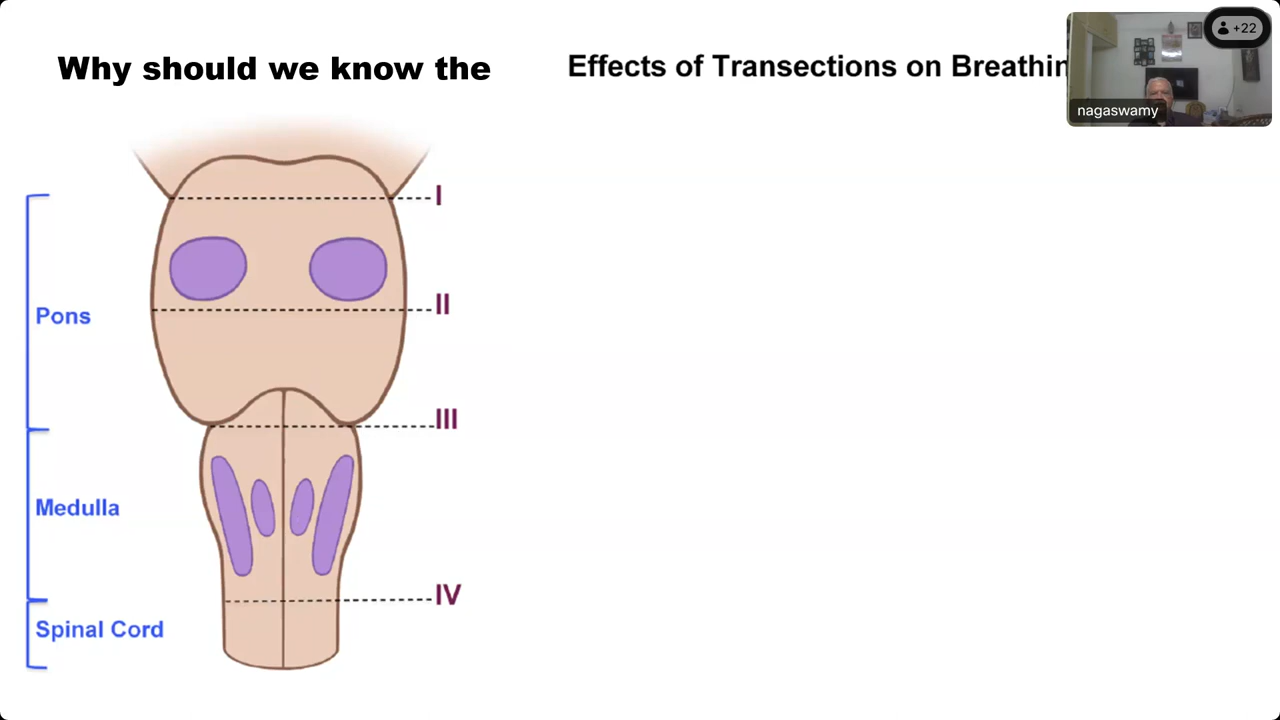 Why should we know the
Effects of Transections on Breathin
+22
nagaswamy
I
II
Pons
III
Medulla
IV
Spinal Cord